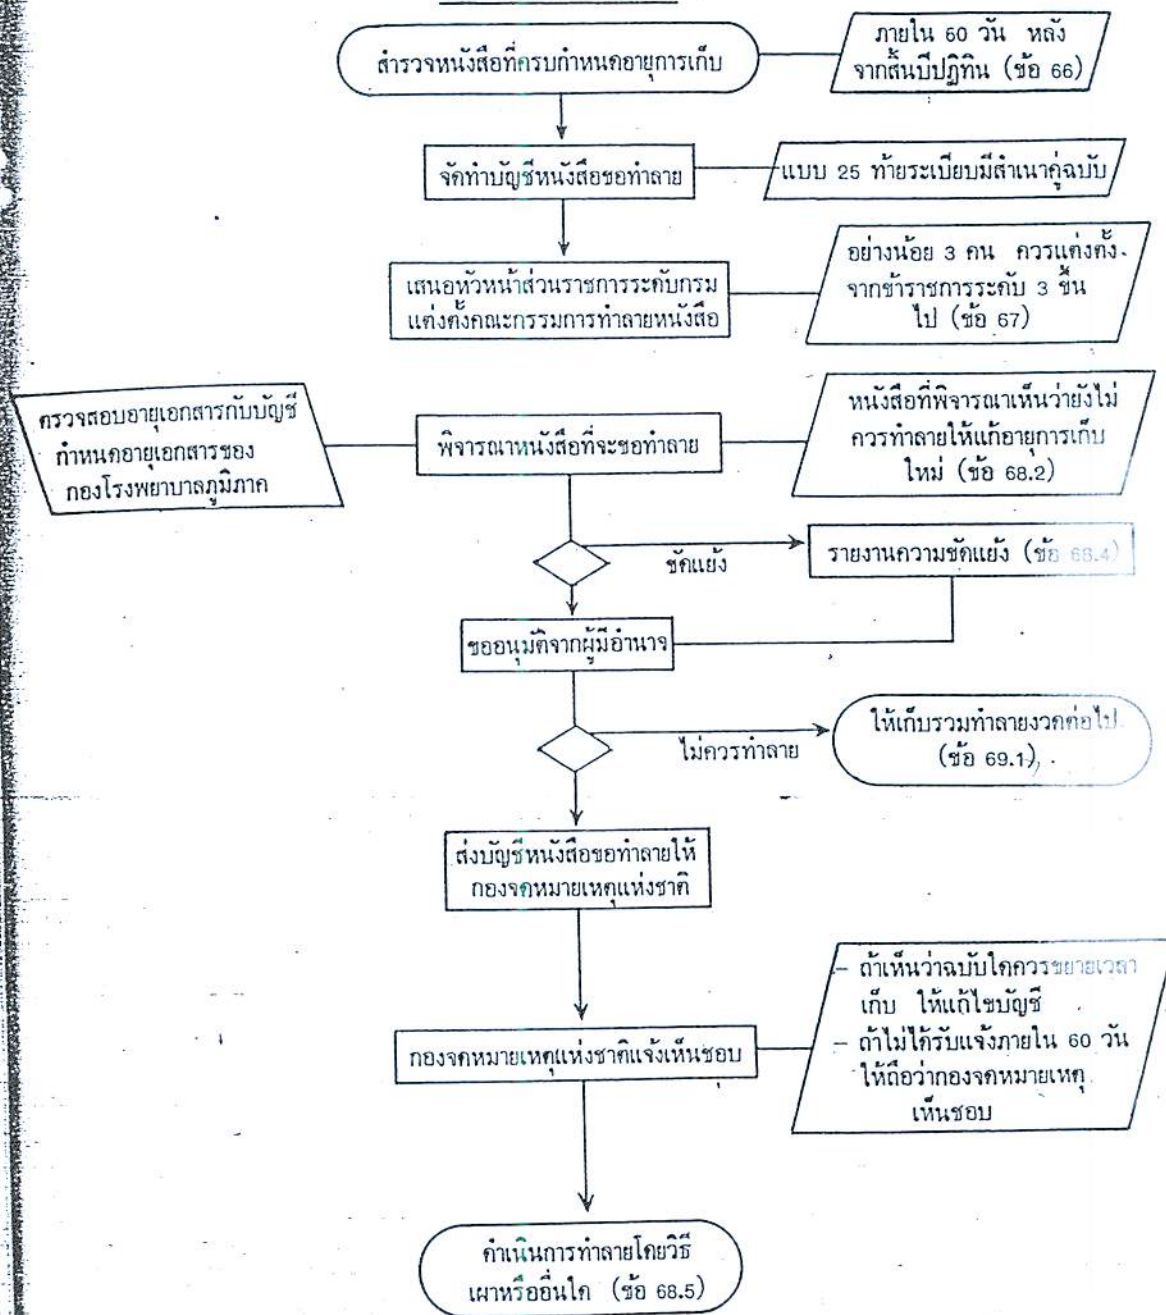 สำรวจหนังสือที่ครบกำหนดอายุการเก็บ
ภายใน 60 วัน หลัง
จากสิ้นปีปฏิทิน (ข้อ 66)
จัดทำบัญชีหนังสือขอทำลาย
แบบ 25 ท้ายระเบียบมีสำเนาคู่ฉบับ
เสนอหัวหน้าส่วนราชการระดับกรม
แต่งตั้งคณะกรรมการทำลายหนังสือ
อย่างน้อย 3 คน ควรแต่งตั้ง
จากข้าราชการระดับ 3 ขึ้น
ไป (ข้อ 67)
ตรวจสอบอายุเอกสารกับบัญชี
กำหนดอายุเอกสารของ
กองโรงพยาบาลภูมิภาค
พิจารณาหนังสือที่จะขอทำลาย
หนังสือที่พิจารณาเห็นว่ายังไม่
ควรทำลายให้แก้อายุการเก็บ
ใหม่ (ข้อ 68.2)
ขัดแย้ง
รายงานความขัดแย้ง (ข้อ 68.4)
ขออนุมัติจากผู้มีอำนาจ
ไม่ควรทำลาย
ให้เก็บรวมทำลายงวดต่อไป
(ข้อ 69.1)
ส่งบัญชีหนังสือขอทำลายให้
กองจดหมายเหตุแห่งชาติ
กองจดหมายเหตุแห่งชาติแจ้งเห็นชอบ
- ถ้าเห็นว่าฉบับใดควรขยายเวลา
เก็บ ให้แก้ไขบัญชี
- ถ้าไม่ได้รับแจ้งภายใน 60 วัน
ให้ถือว่ากองจดหมายเหตุ
เห็นชอบ
ดำเนินการทำลายโดยวิธี
เผาหรืออื่นใด (ข้อ 68.5)